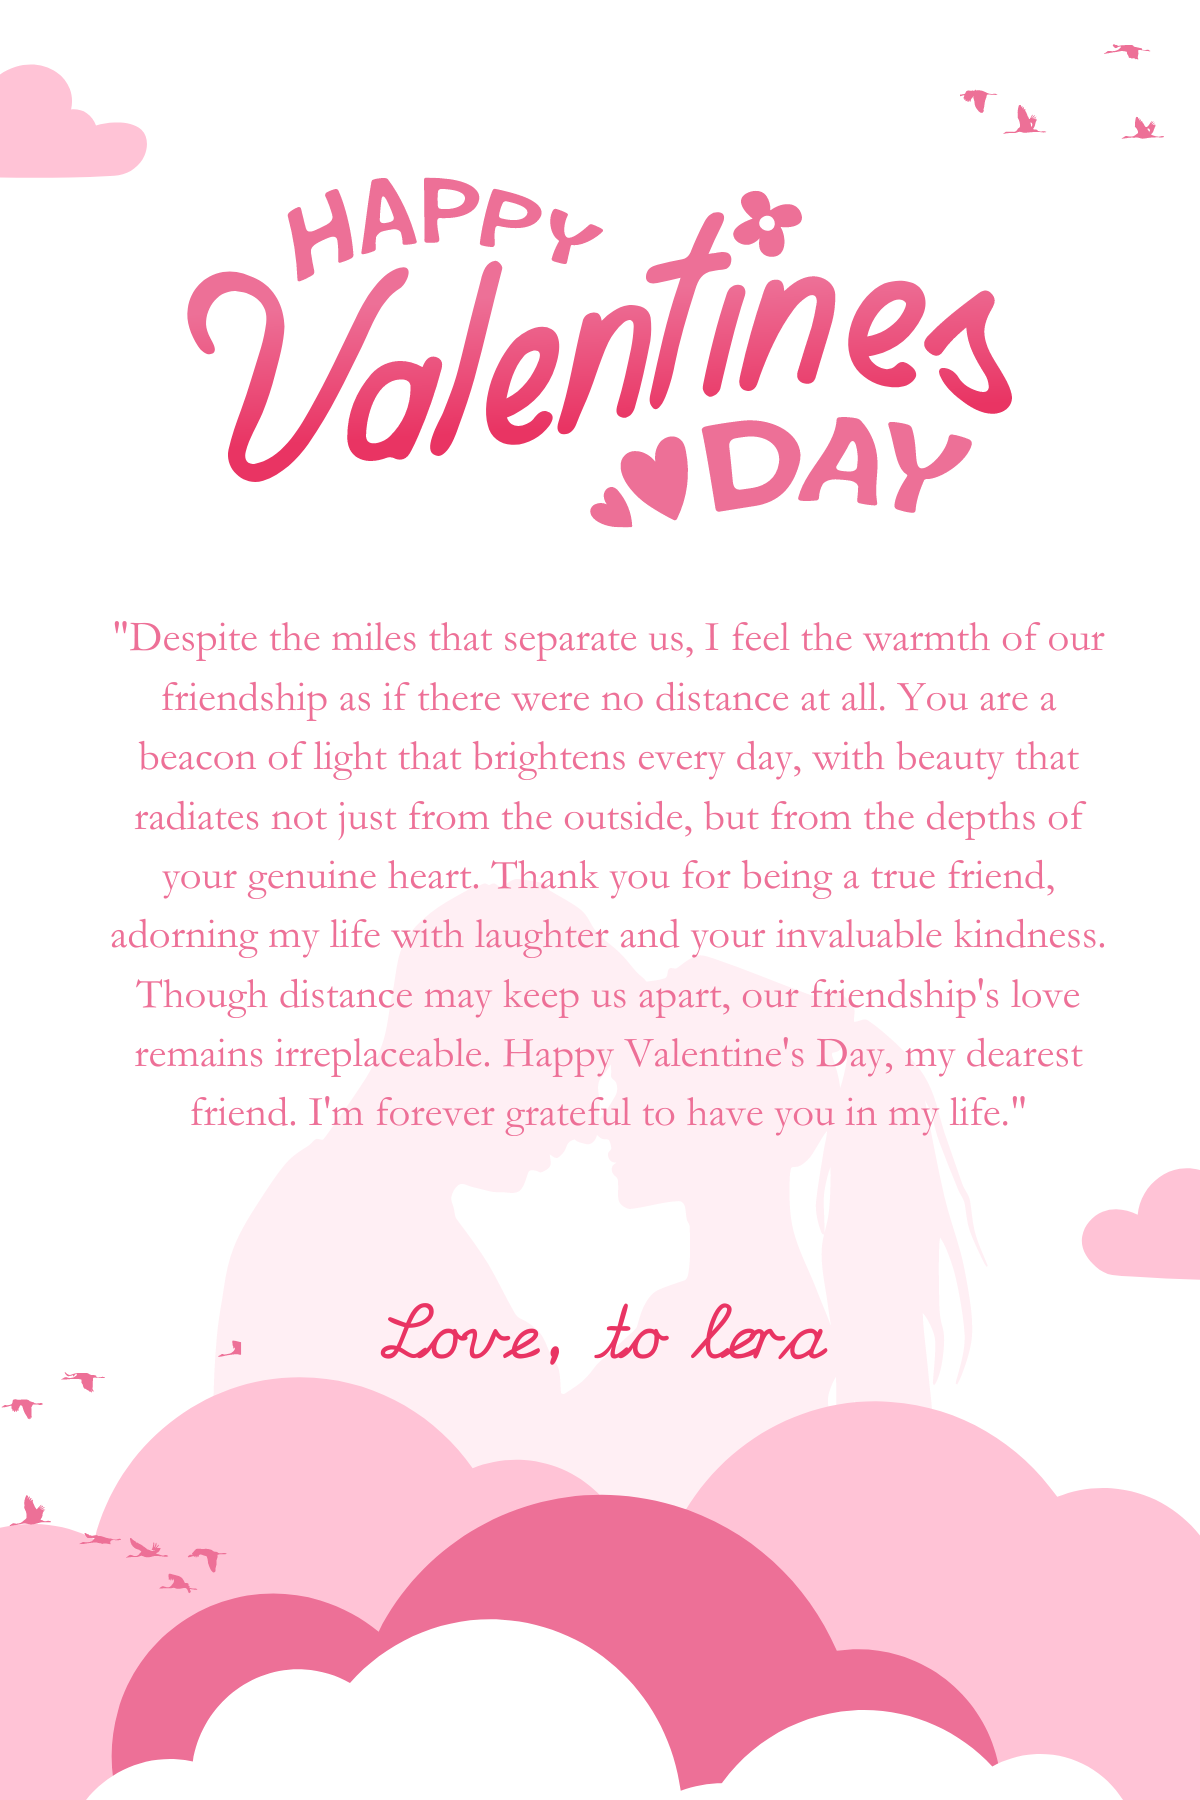 HAPPY
Valentines
DAY
"Despite the miles that separate us, I feel the warmth of our
friendship as if there were no distance at all. You are a
beacon of light that brightens every day, with beauty that
radiates not just from the outside, but from the depths of
your genuine heart. Thank you for being a true friend,
adorning my life with laughter and your invaluable kindness.
Though distance may keep us apart, our friendship's love
remains irreplaceable. Happy Valentine's Day, my dearest
friend. I'm forever grateful to have you in my life."
Love, to lera